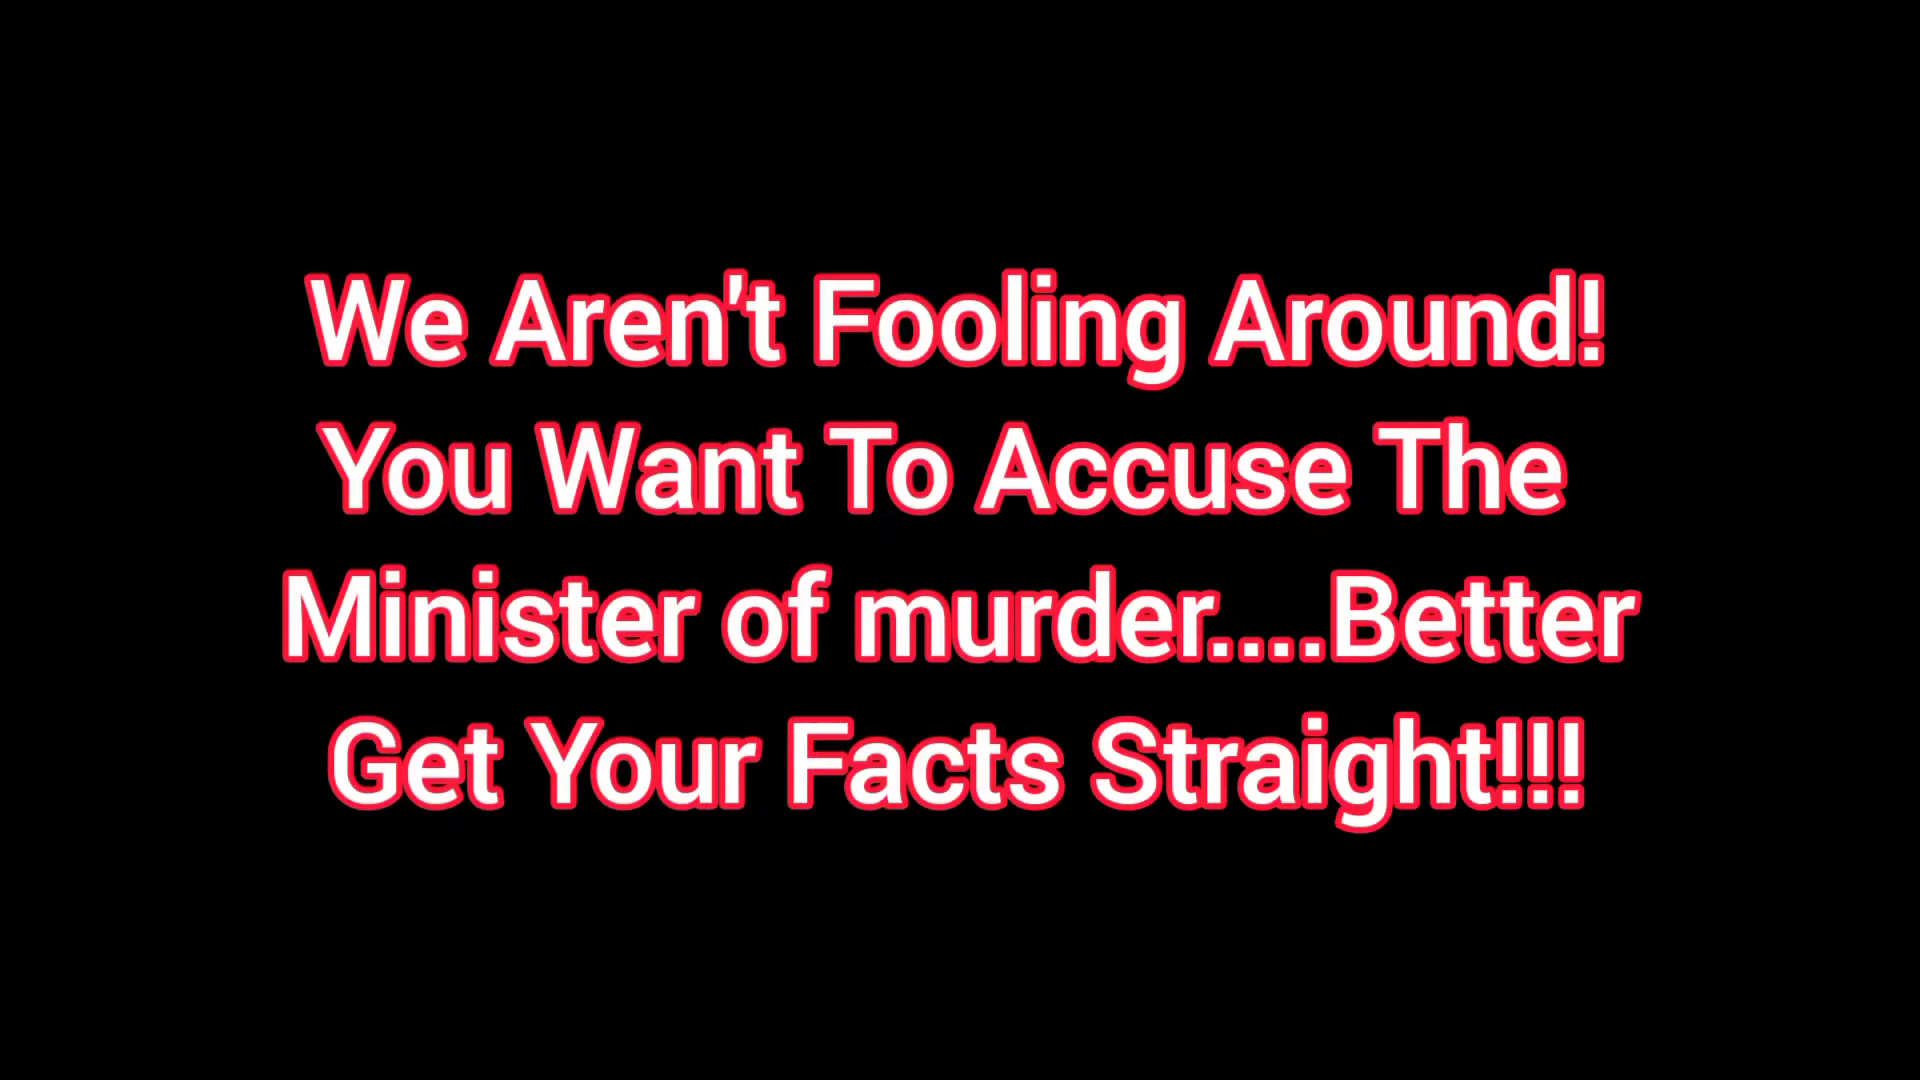 We Aren't Fooling Around!
You Want To Accuse The
Minister of murder....Better
Get Your Facts Straight!!!